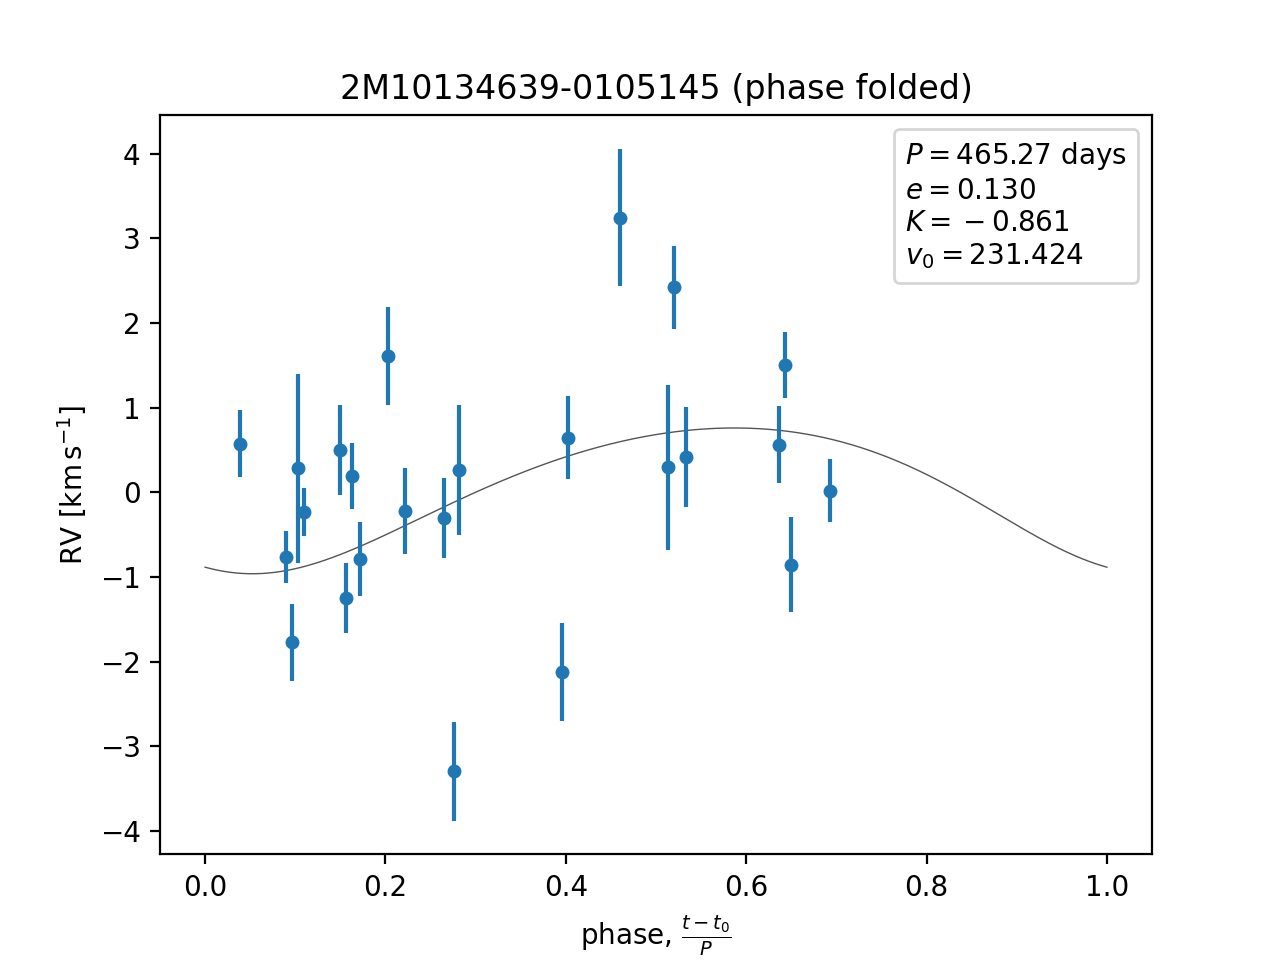 2M10134639-0105145 (phase folded)
P = 465.27 days
e = 0.130
K = −0.861
v₀ = 231.424
4
3
2
1
0
−1
−2
−3
−4
RV [km s⁻¹]
0.0 0.2 0.4 0.6 0.8 1.0
phase, (t − t₀)/P